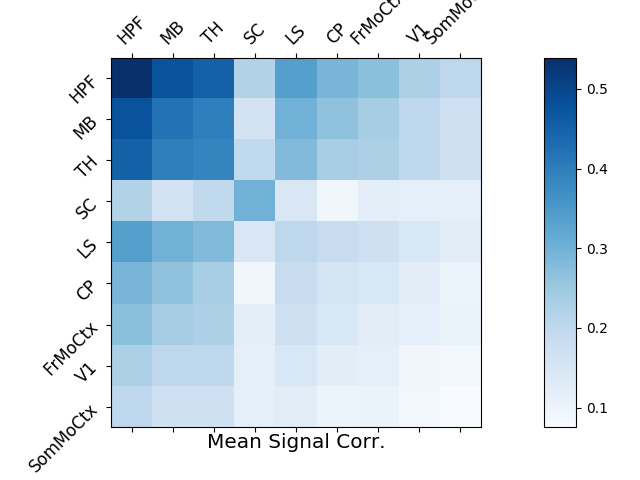 HPF MB TH SC LS CP FrMoCtx V1 SomMoCtx
HPF
MB
TH
SC
LS
CP
FrMoCtx
V1
SomMoCtx
Mean Signal Corr.
0.5
0.4
0.3
0.2
0.1